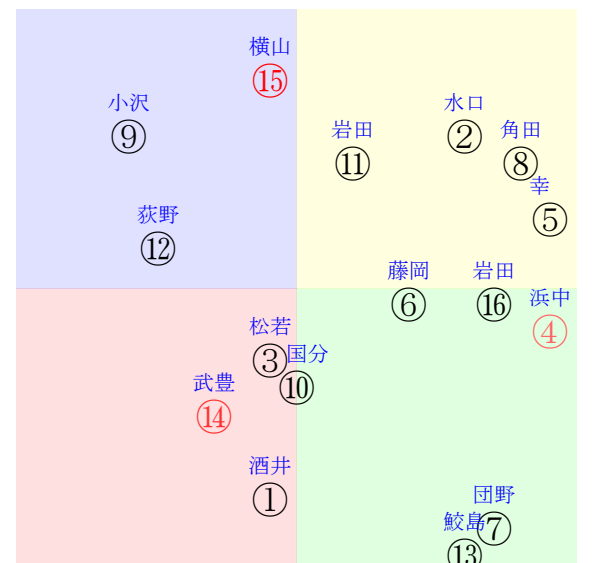 横山
⑮
小沢
⑨
水口
②
岩田
⑪
角田
⑧
幸
⑤
荻野
⑫
藤岡
⑥
岩田
⑯
浜中
④
松若
③
国分
⑩
武豊
⑭
酒井
①
団野
⑦
鮫島
⑬